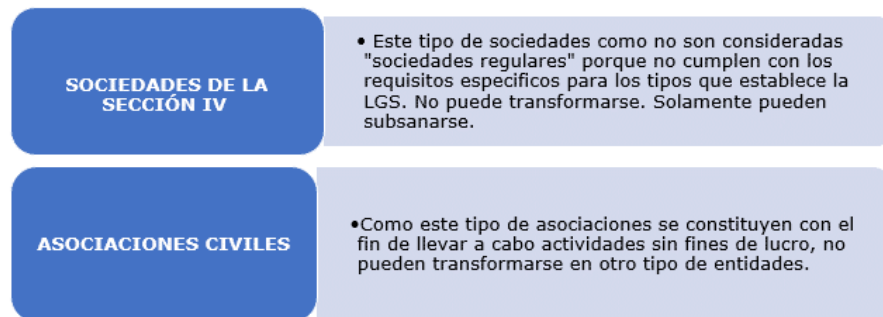 SOCIEDADES DE LA
SECCIÓN IV
• Este tipo de sociedades como no son consideradas
"sociedades regulares" porque no cumplen con los
requisitos especificos para los tipos que establece la
LGS. No puede transformarse. Solamente pueden
subsanarse.
ASOCIACIONES CIVILES
•Como este tipo de asociaciones se constituyen con el
fin de llevar a cabo actividades sin fines de lucro, no
pueden transformarse en otro tipo de entidades.